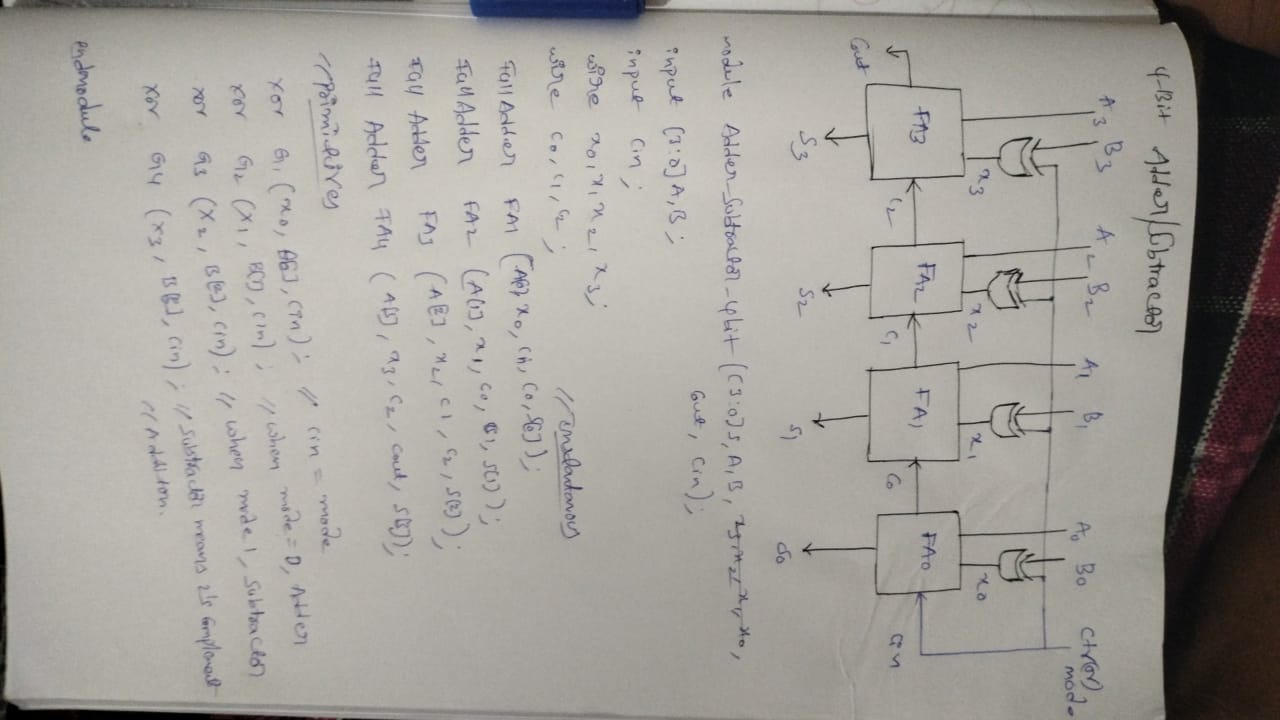 4-Bit Adder/Subtractor
A3 B3 A2 B2 A1 B1 A0 B0 Ctr(or) mode
x3 x2 x1 x0
FA3 C2 FA2 C1 FA1 C0 FA0 Cin
Cout
S3 S2 S1 S0
module Adder_Subtractor_4bit ([3:0]S, A, B, x3 x2 x1, x0,
Cout, Cin);
input [3:0] A, B;
input Cin;
wire x0, x1, x2, x3;
wire C0, C1, C2;
Full Adder FA1 (A[0] x0, Cin, C0, S[0]);
Full Adder FA2 (A[1], x1, C0, C1, S[1]);
Full Adder FA3 (A[2], x2, C1, C2, S[2]);
Full Adder FA4 (A[3], x3, C2, Cout, S[3]);
//Primitives
xor G1 (x0, B[0], Cin); // Cin = mode
xor G2 (x1, B[1], Cin); // when mode=0, Adder
xor G3 (x2, B[2], Cin); // when mode 1, Subtractor
xor G4 (x3, B[3], Cin); // Subtractor means 2's complement
// Addition.
endmodule